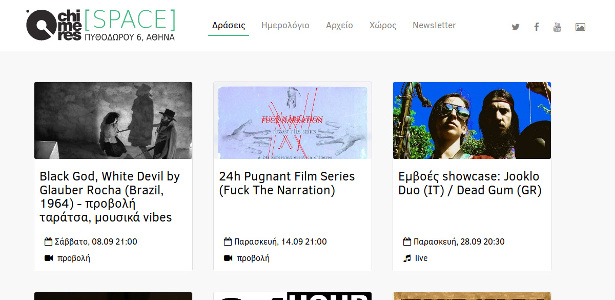 chi
me
res
[SPACE]
ΠΥΘΟΔΩΡΟΥ 6, ΑΘΗΝΑ
Δράσεις
Ημερολόγιο
Αρχείο
Χώρος
Newsletter
FUCK NARRATION
Black God, White Devil by
Glauber Rocha (Brazil,
1964) - προβολή
ταράτσα, μουσικά vibes
Σάββατο, 08.09 21:00
προβολή
24h Pugnant Film Series
(Fuck The Narration)
Παρασκευή, 14.09 21:00
προβολή
Εμβοές showcase: Jooklo
Duo (IT) / Dead Gum (GR)
Παρασκευή, 28.09 20:30
live
HOUR